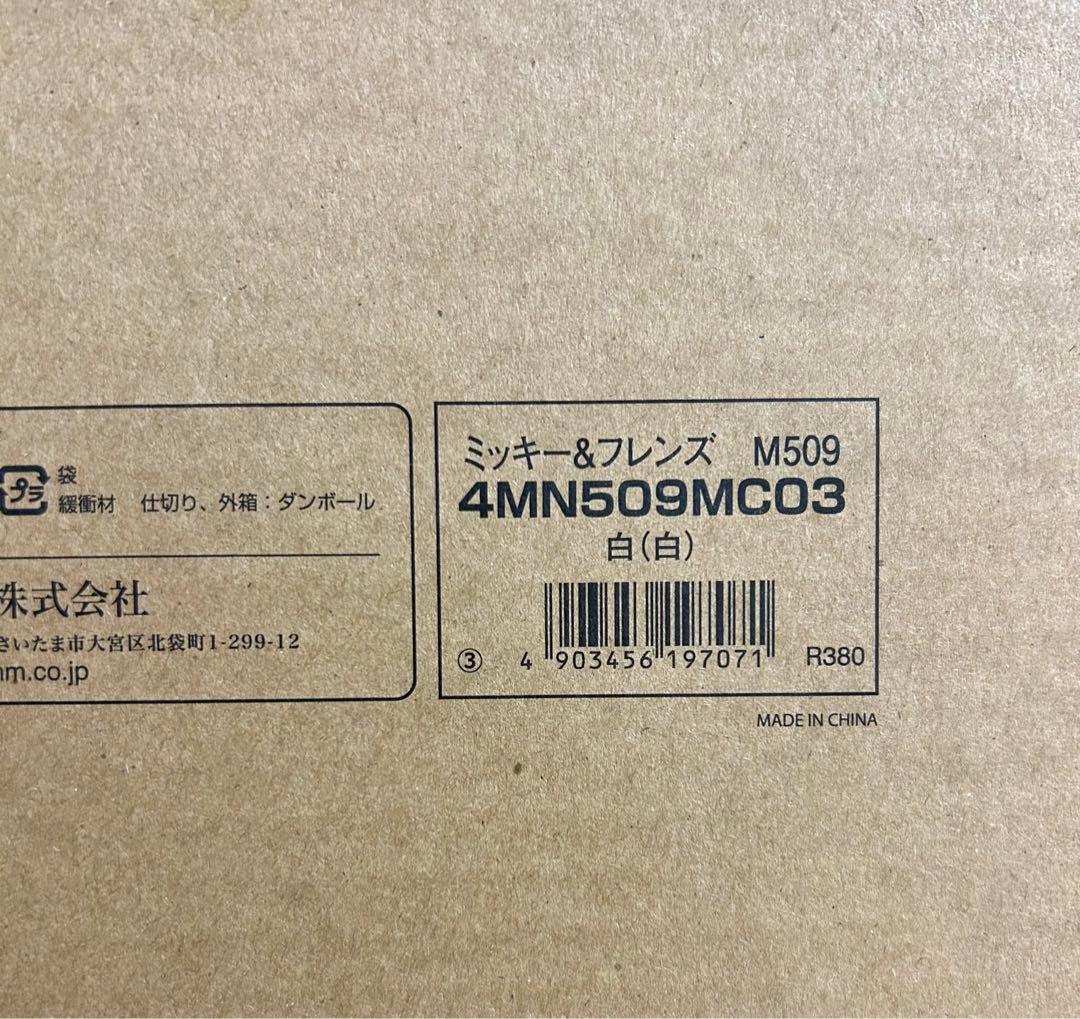 プラ
袋
緩衝材 仕切り、外箱：ダンボール
株式会社
さいたま市大宮区北袋町1-299-12
m.co.jp
ミッキー&フレンズ M509
4MN509MC03
白(白)
③ 4 903456 197071 R380
MADE IN CHINA